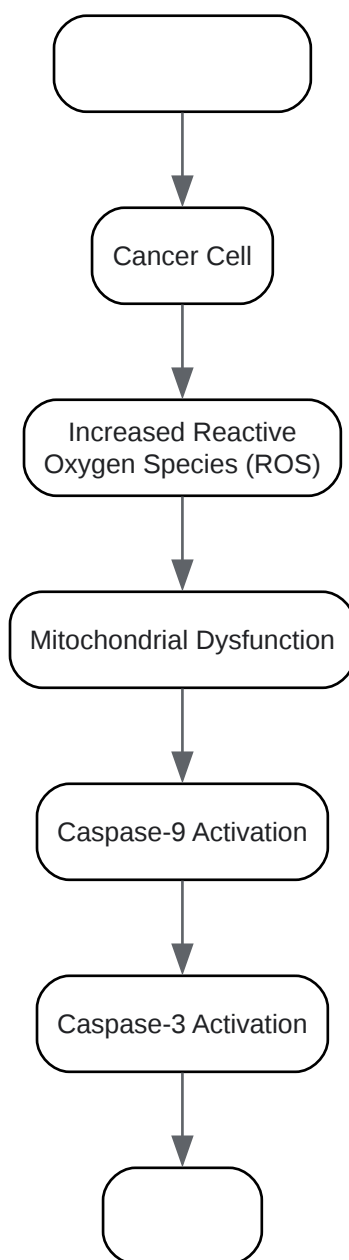 Cancer Cell
Increased Reactive
Oxygen Species (ROS)
Mitochondrial Dysfunction
Caspase-9 Activation
Caspase-3 Activation